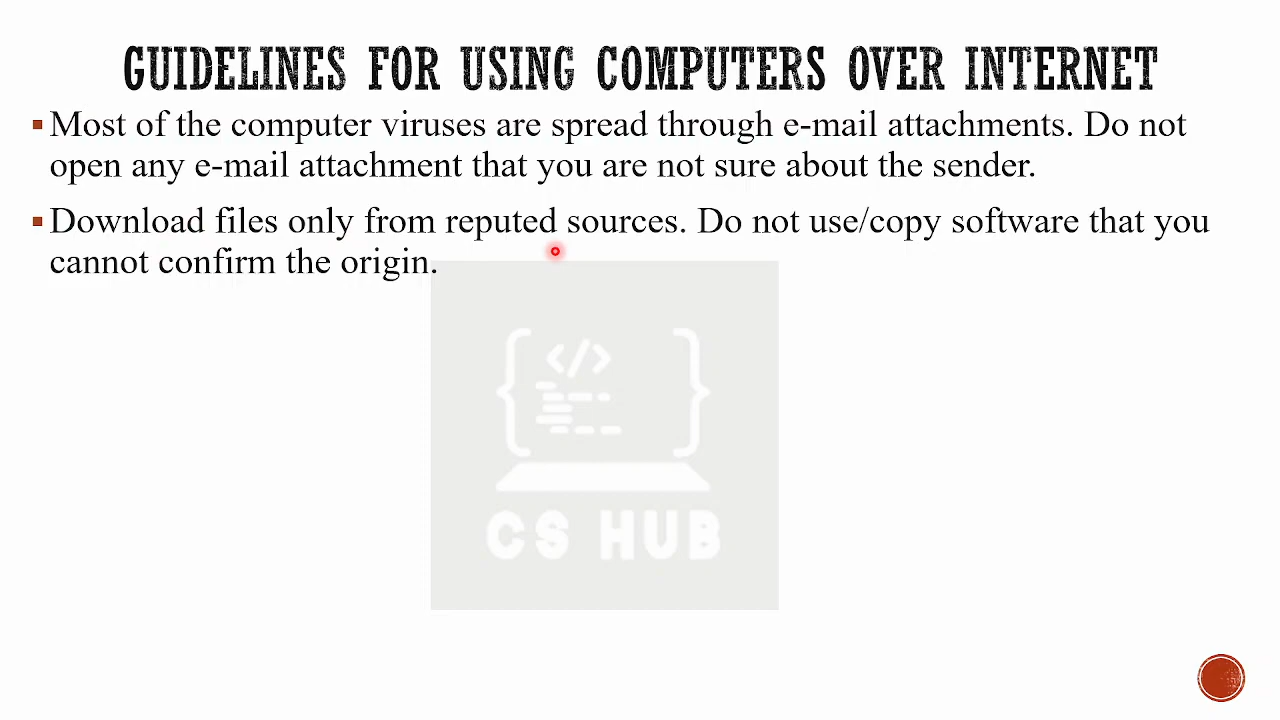 GUIDELINES FOR USING COMPUTERS OVER INTERNET
▪Most of the computer viruses are spread through e-mail attachments. Do not
open any e-mail attachment that you are not sure about the sender.
▪Download files only from reputed sources. Do not use/copy software that you
cannot confirm the origin.
</>
CS HUB